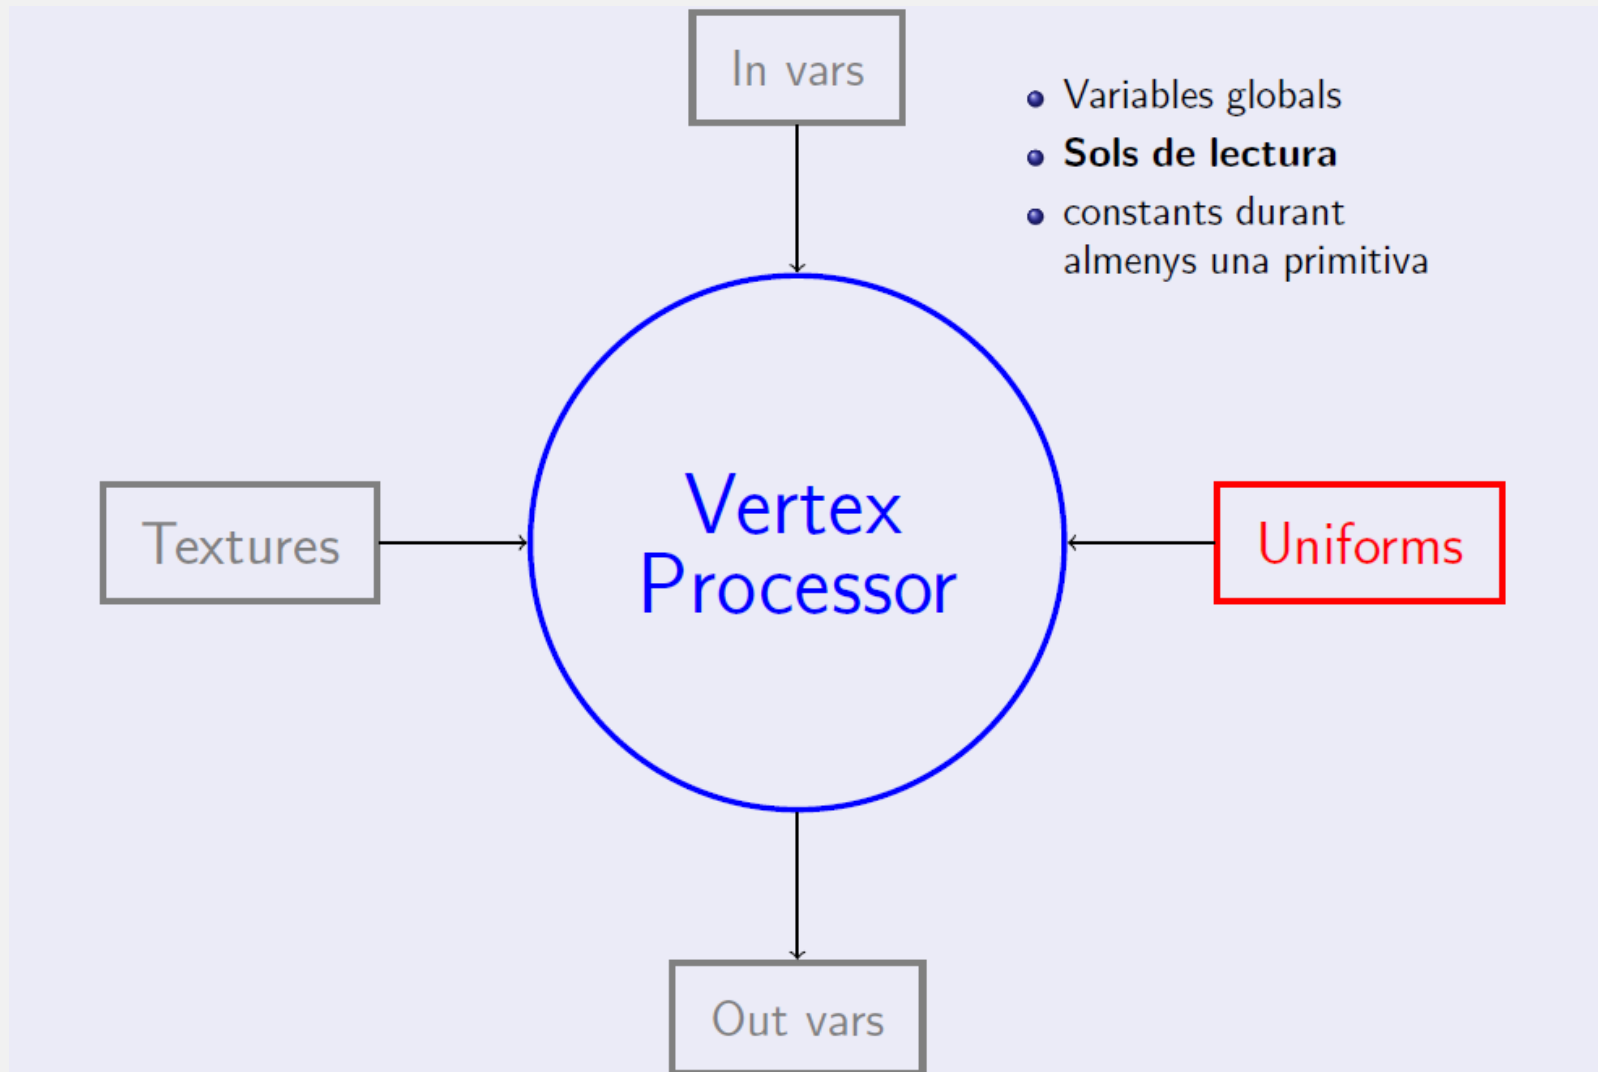 In vars
Variables globals
Sols de lectura
constants durant
almenys una primitiva
Textures
Vertex
Processor
Uniforms
Out vars